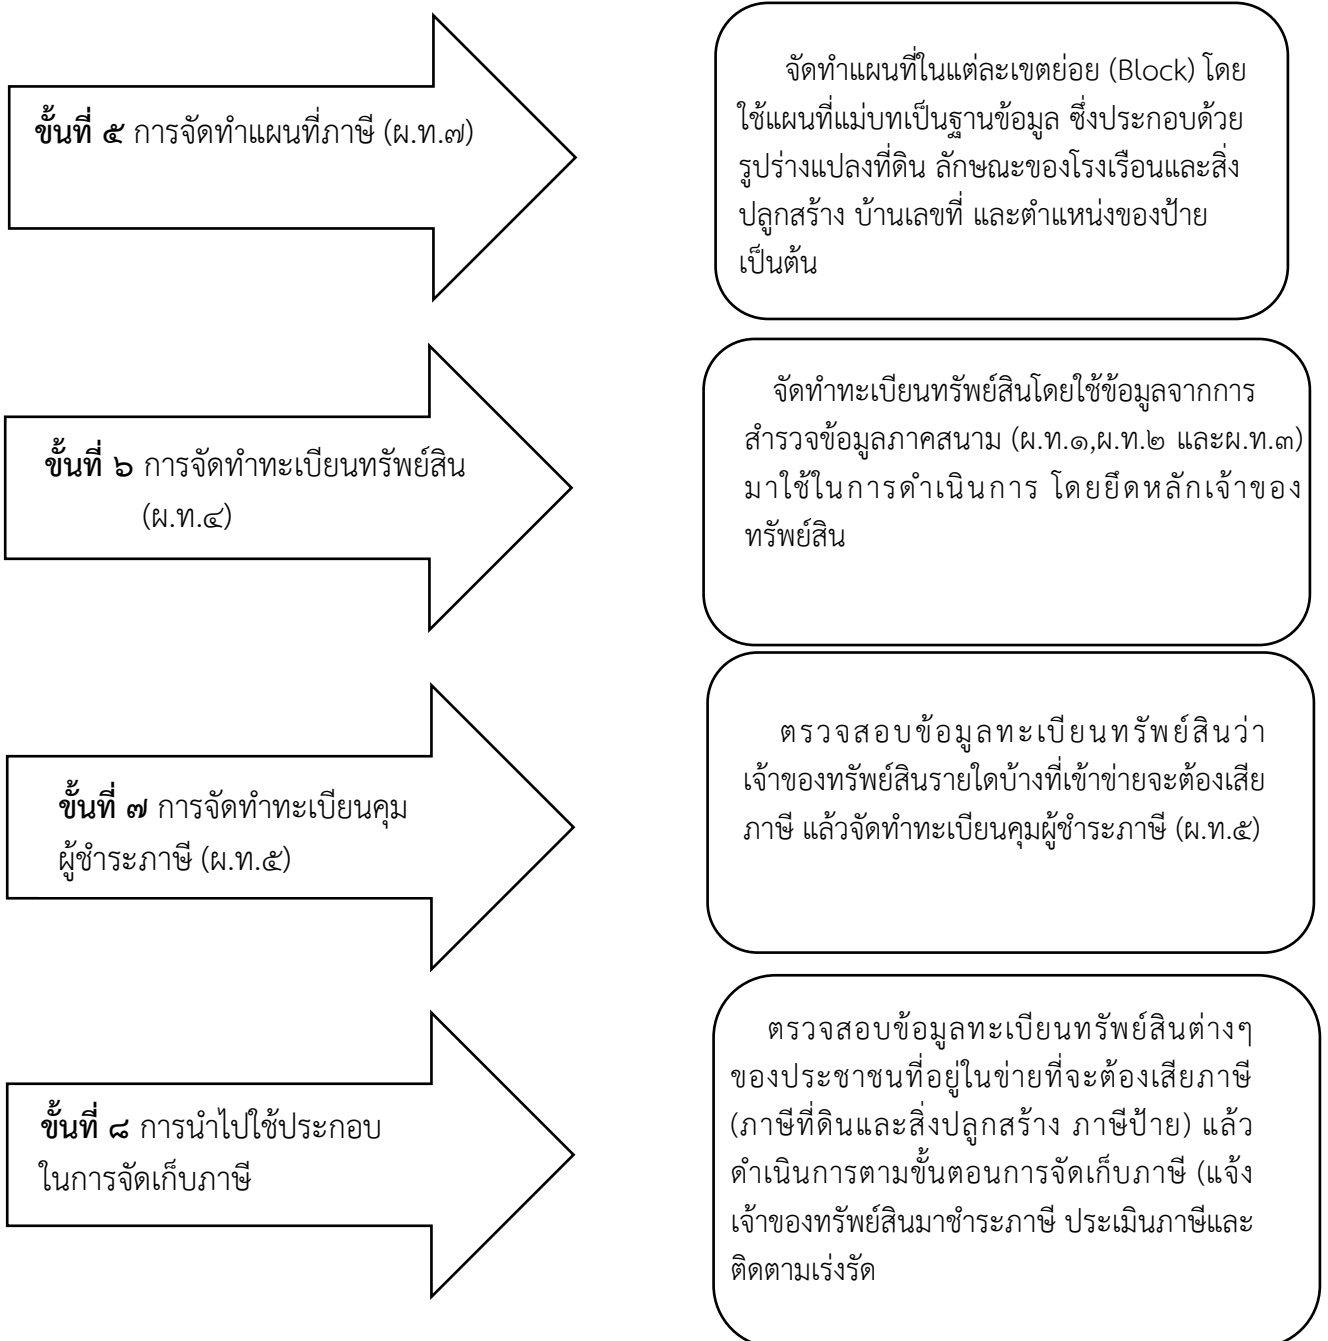 ขั้นที่ ๕ การจัดทำแผนที่ภาษี (ผ.ท.๗)
จัดทำแผนที่ในแต่ละเขตย่อย (Block) โดย
ใช้แผนที่แม่บทเป็นฐานข้อมูล ซึ่งประกอบด้วย
รูปร่างแปลงที่ดิน ลักษณะของโรงเรือนและสิ่ง
ปลูกสร้าง บ้านเลขที่ และตำแหน่งของป้าย
เป็นต้น
ขั้นที่ ๖ การจัดทำทะเบียนทรัพย์สิน
(ผ.ท.๔)
จัดทำทะเบียนทรัพย์สินโดยใช้ข้อมูลจากการ
สำรวจข้อมูลภาคสนาม (ผ.ท.๑,ผ.ท.๒ และผ.ท.๓)
มาใช้ในการดำเนินการ โดยยึดหลักเจ้าของ
ทรัพย์สิน
ขั้นที่ ๗ การจัดทำทะเบียนคุม
ผู้ชำระภาษี (ผ.ท.๕)
ตรวจสอบข้อมูลทะเบียนทรัพย์สินว่า
เจ้าของทรัพย์สินรายใดบ้างที่เข้าข่ายจะต้องเสีย
ภาษี แล้วจัดทำทะเบียนคุมผู้ชำระภาษี (ผ.ท.๕)
ขั้นที่ ๘ การนำไปใช้ประกอบ
ในการจัดเก็บภาษี
ตรวจสอบข้อมูลทะเบียนทรัพย์สินต่างๆ
ของประชาชนที่อยู่ในข่ายที่จะต้องเสียภาษี
(ภาษีที่ดินและสิ่งปลูกสร้าง ภาษีป้าย) แล้ว
ดำเนินการตามขั้นตอนการจัดเก็บภาษี (แจ้ง
เจ้าของทรัพย์สินมาชำระภาษี ประเมินภาษีและ
ติดตามเร่งรัด